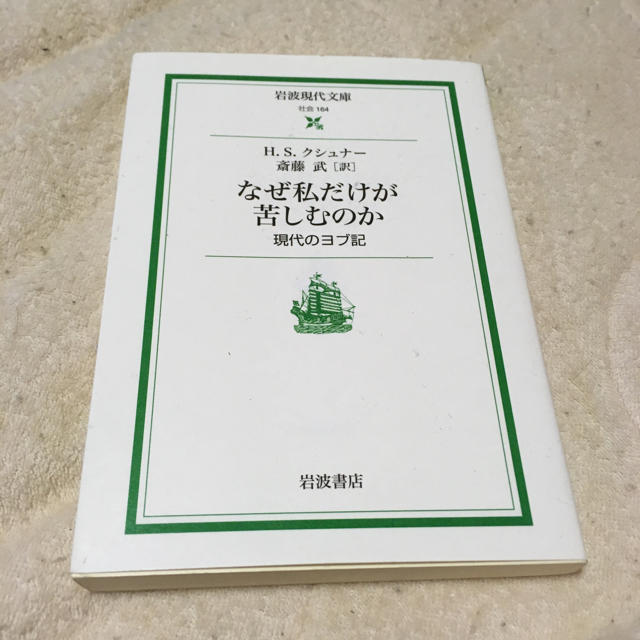 岩波現代文庫
社会 164
H. S. クシュナー
斎藤 武［訳］
なぜ私だけが
苦しむのか
現代のヨブ記
岩波書店